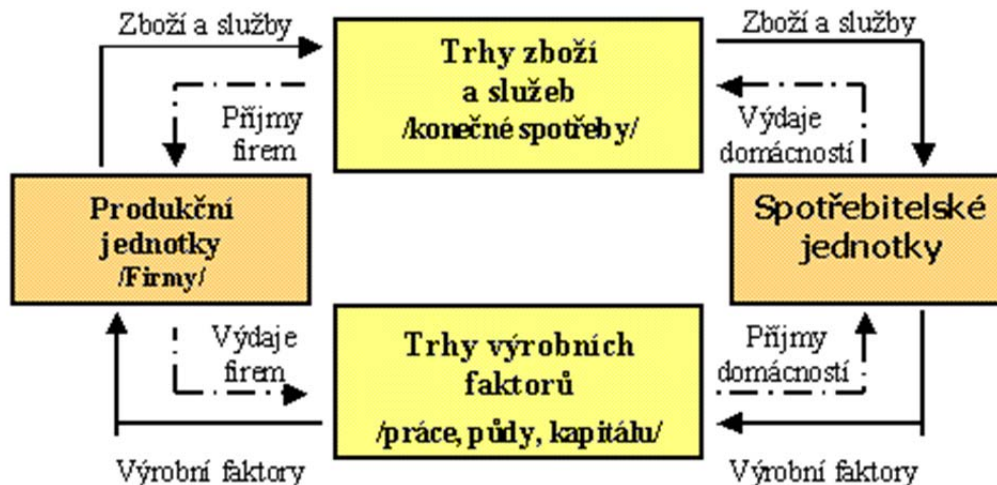 Zboží a služby
Zboží a služby
Trhy zboží
a služeb
/konečné spotřeby/
Příjmy
firem
Výdaje
domácností
Produkční
jednotky
/Firmy/
Spotřebitelské
jednotky
Výdaje
firem
Trhy výrobních
faktorů
/práce, půdy, kapitálu/
Příjmy
domácností
Výrobní faktory
Výrobní faktory